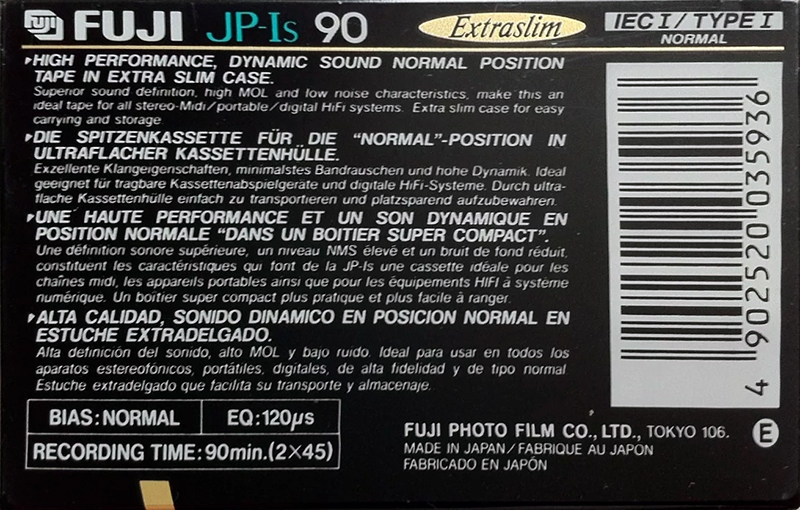 FUJI FUJI JP-Is 90 Extraslim IEC I / TYPE I
NORMAL
HIGH PERFORMANCE, DYNAMIC SOUND NORMAL POSITION
TAPE IN EXTRA SLIM CASE.
Superior sound definition, high MOL and low noise characteristics, make this an
ideal tape for all stereo-Midi/portable/digital HiFi systems. Extra slim case for easy
carrying and storage.
DIE SPITZENKASSETTE FÜR DIE "NORMAL"-POSITION IN
ULTRAFLACHER KASSETTENHÜLLE.
Exzellente Klangeigenschaften, minimalstes Bandrauschen und hohe Dynamik. Ideal
geeignet für tragbare Kassettenabspielgeräte und digitale HiFi-Systeme. Durch ultra-
flache Kassettenhülle einfach zu transportieren und platzsparend aufzubewahren.
UNE HAUTE PERFORMANCE ET UN SON DYNAMIQUE EN
POSITION NORMALE "DANS UN BOITIER SUPER COMPACT".
Une définition sonore supérieure, un niveau NMS élevé et un bruit de fond réduit,
constituent les caractéristiques qui font de la JP-Is une cassette idéale pour les
chaînes midi, les appareils portables ainsi que pour les équipements HIFI à système
numérique. Un boîtier super compact plus pratique et plus facile à ranger.
ALTA CALIDAD, SONIDO DINAMICO EN POSICION NORMAL EN
ESTUCHE EXTRADELGADO.
Alta definición del sonido, alto MOL y bajo ruido. Ideal para usar en todos los
aparatos estereofónicos, portátiles, digitales, de alta fidelidad y de tipo normal.
Estuche extradelgado que facilita su transporte y almacenaje.
BIAS: NORMAL EQ: 120μs
RECORDING TIME: 90min. (2×45)
FUJI PHOTO FILM CO., LTD., TOKYO 106. E
MADE IN JAPAN/FABRIQUE AU JAPON
FABRICADO EN JAPÓN
4 902520 035936